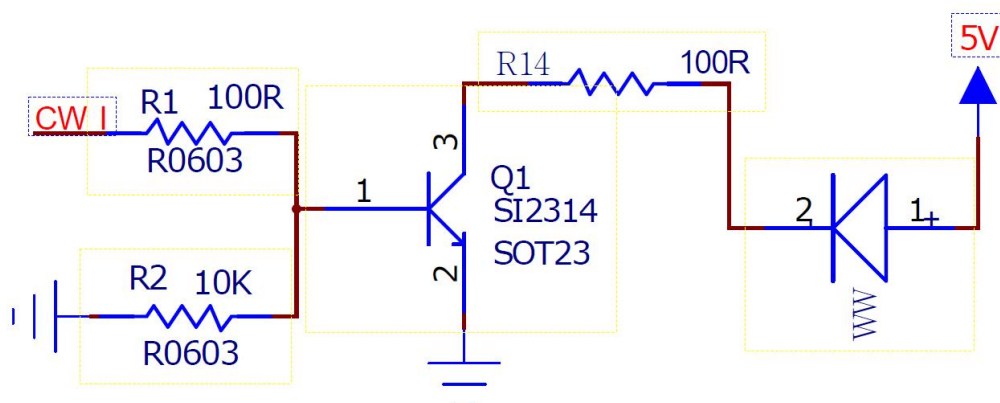 5V
R14 100R
CW I
R1 100R
R0603
3
1
Q1
SI2314
SOT23
2
2 1 +
WW
R2 10K
R0603